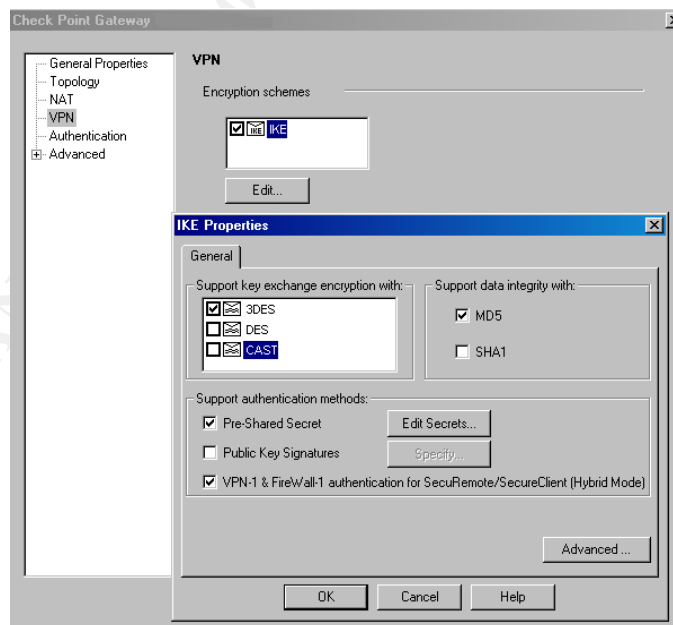 Check Point Gateway
General Properties
Topology
NAT
VPN
Authentication
Advanced
VPN
Encryption schemes
IKE IKE
Edit...
IKE Properties
General
Support key exchange encryption with:
3DES
DES
CAST
Support data integrity with:
MD5
SHA1
Support authentication methods:
Pre-Shared Secret
Edit Secrets...
Public Key Signatures
Specify...
VPN-1 & FireWall-1 authentication for SecuRemote/SecureClient (Hybrid Mode)
Advanced ...
OK Cancel Help